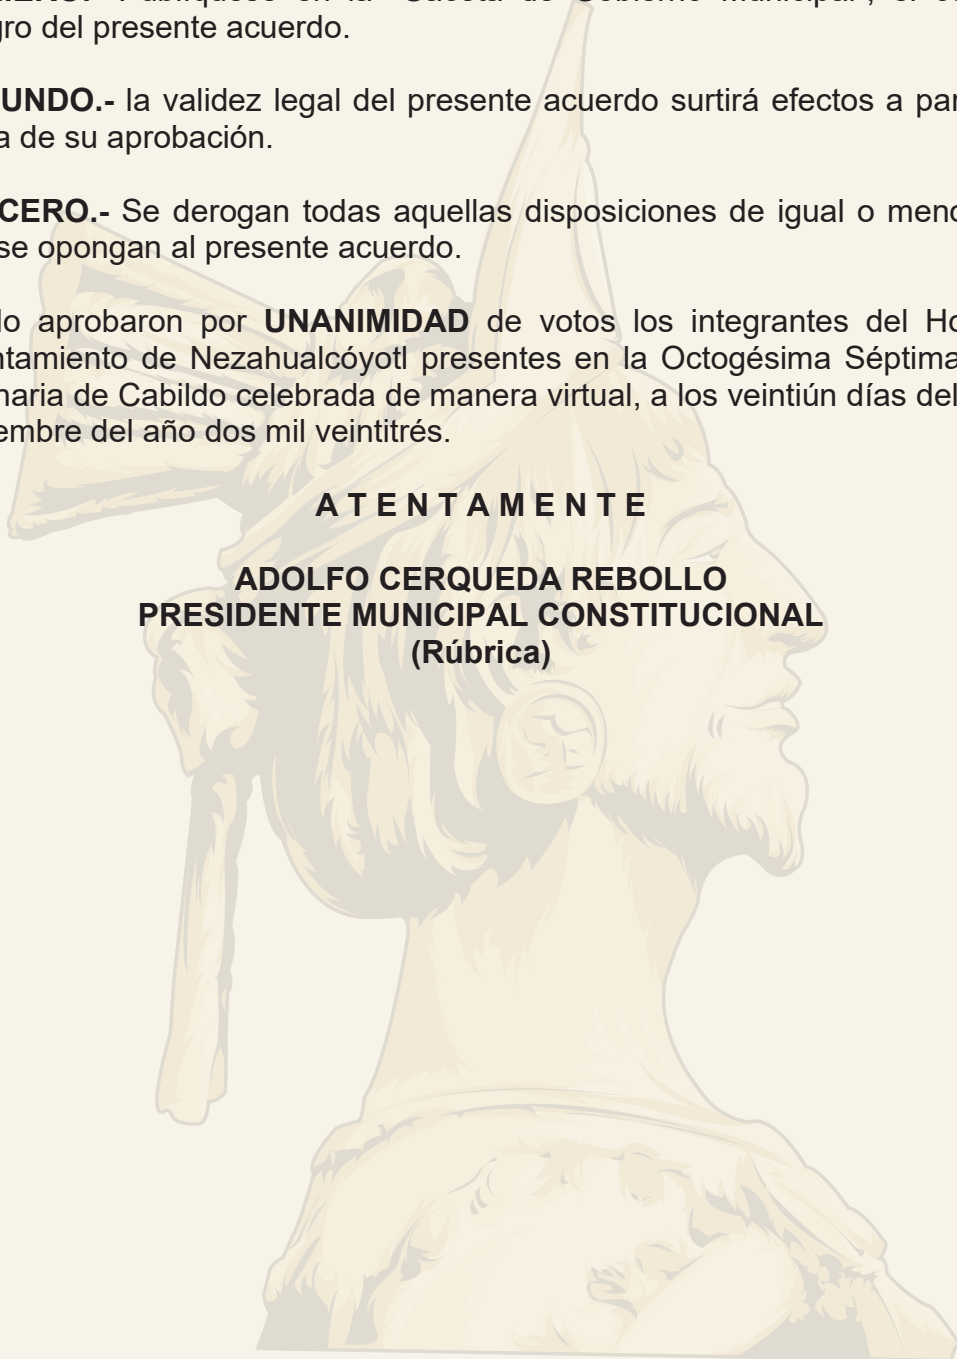 gro del presente acuerdo.
UNDO.- la validez legal del presente acuerdo surtirá efectos a par
a de su aprobación.
CERO.- Se derogan todas aquellas disposiciones de igual o meno
se opongan al presente acuerdo.
lo aprobaron por UNANIMIDAD de votos los integrantes del Ho
ntamiento de Nezahualcóyotl presentes en la Octogésima Séptima
naria de Cabildo celebrada de manera virtual, a los veintiún días del
embre del año dos mil veintitrés.
A T E N T A M E N T E
ADOLFO CERQUEDA REBOLLO
PRESIDENTE MUNICIPAL CONSTITUCIONAL
(Rúbrica)